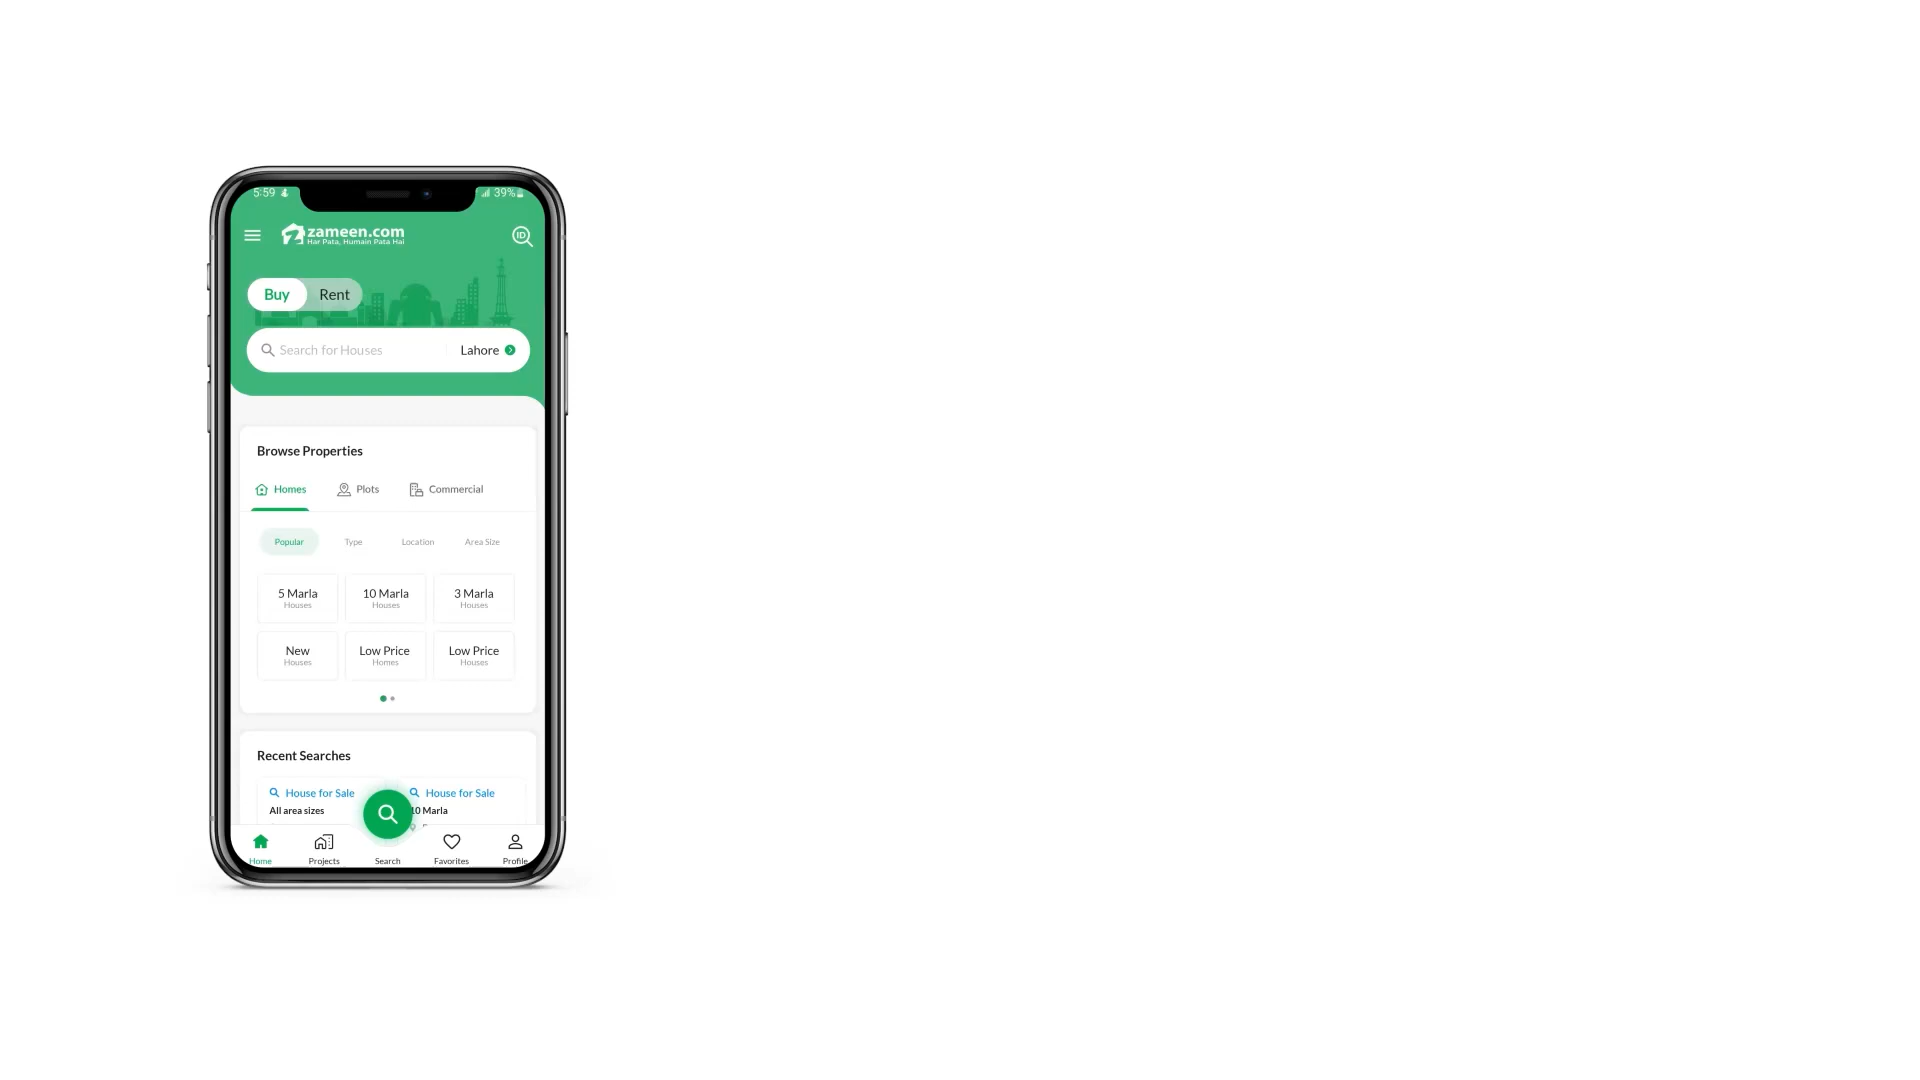 5:59
39%
zameen.com
Har Pata, Humain Pata Hai
ID
Buy Rent
Search for Houses Lahore
Browse Properties
Homes Plots Commercial
Popular Type Location Area Size
5 Marla 10 Marla 3 Marla
Houses Houses Houses
New Low Price Low Price
Houses Homes Houses
Recent Searches
House for Sale House for Sale
All area sizes 10 Marla
Home Projects Search Favorites Profile